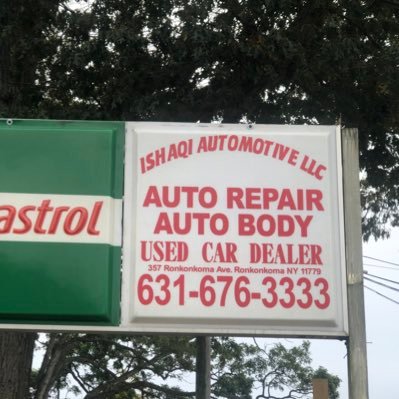 astrol
ISHAQI AUTOMOTIVE LLC
AUTO REPAIR
AUTO BODY
USED CAR DEALER
357 Ronkonkoma Ave. Ronkonkoma NY 11779
631-676-3333